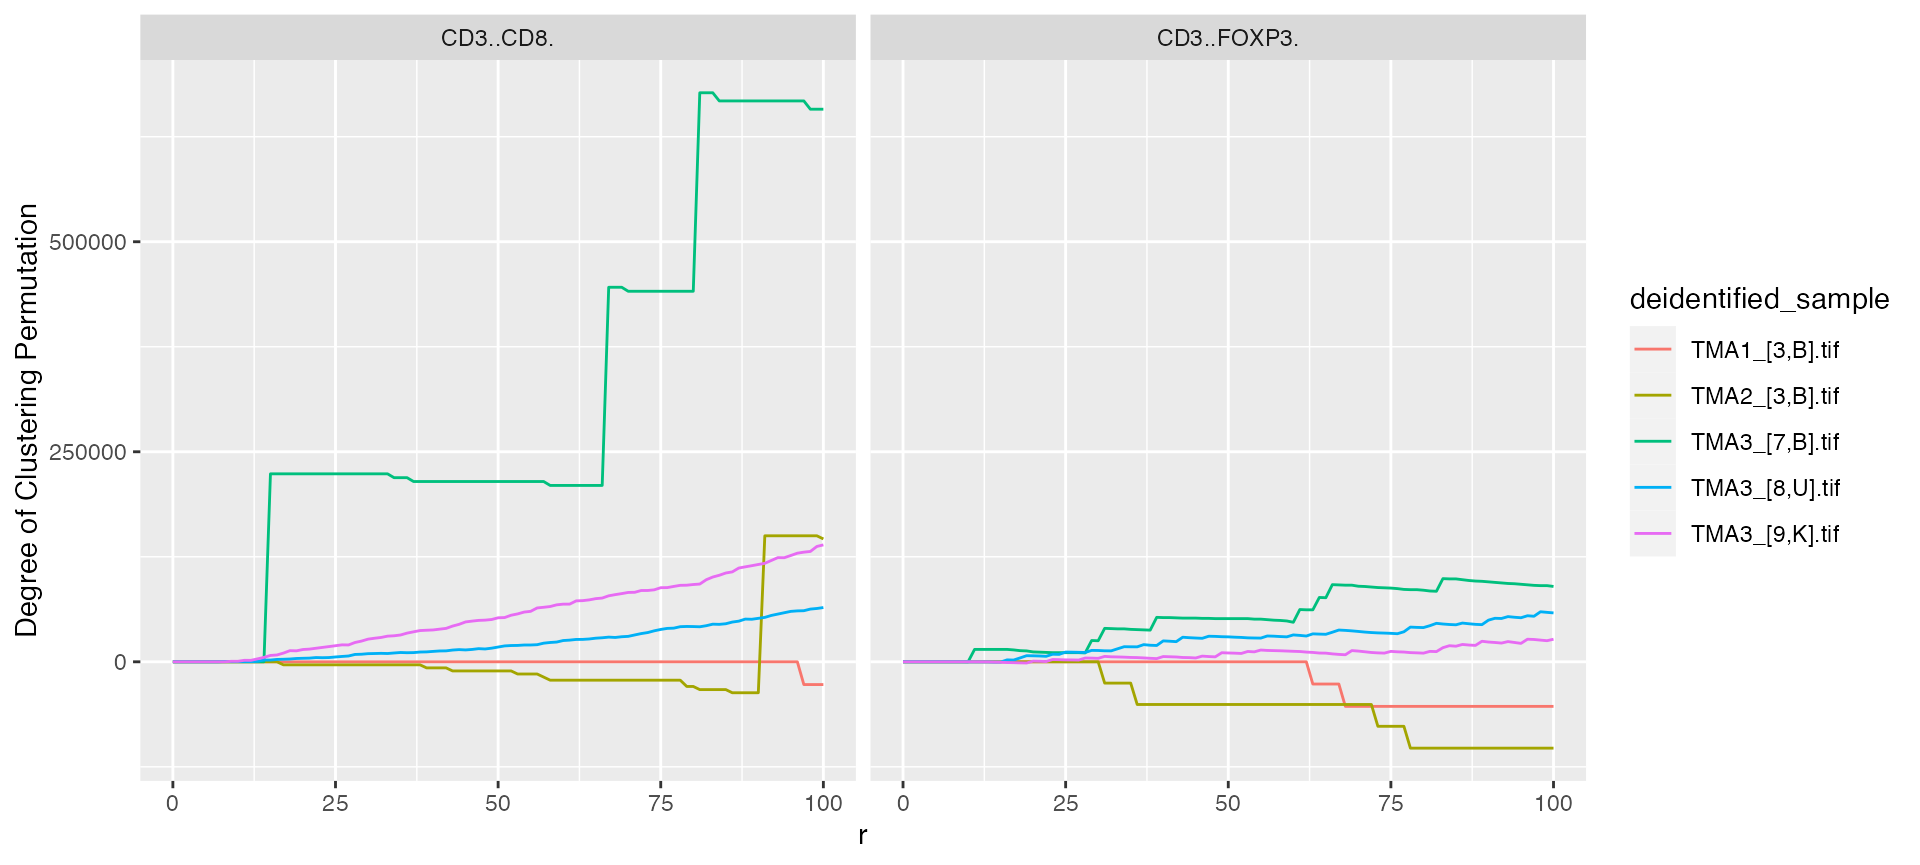 CD3..CD8.
CD3..FOXP3.
Degree of Clustering Permutation
500000
250000
0
0
25
50
75
100
0
25
50
75
100
r
deidentified_sample
TMA1_[3,B].tif
TMA2_[3,B].tif
TMA3_[7,B].tif
TMA3_[8,U].tif
TMA3_[9,K].tif